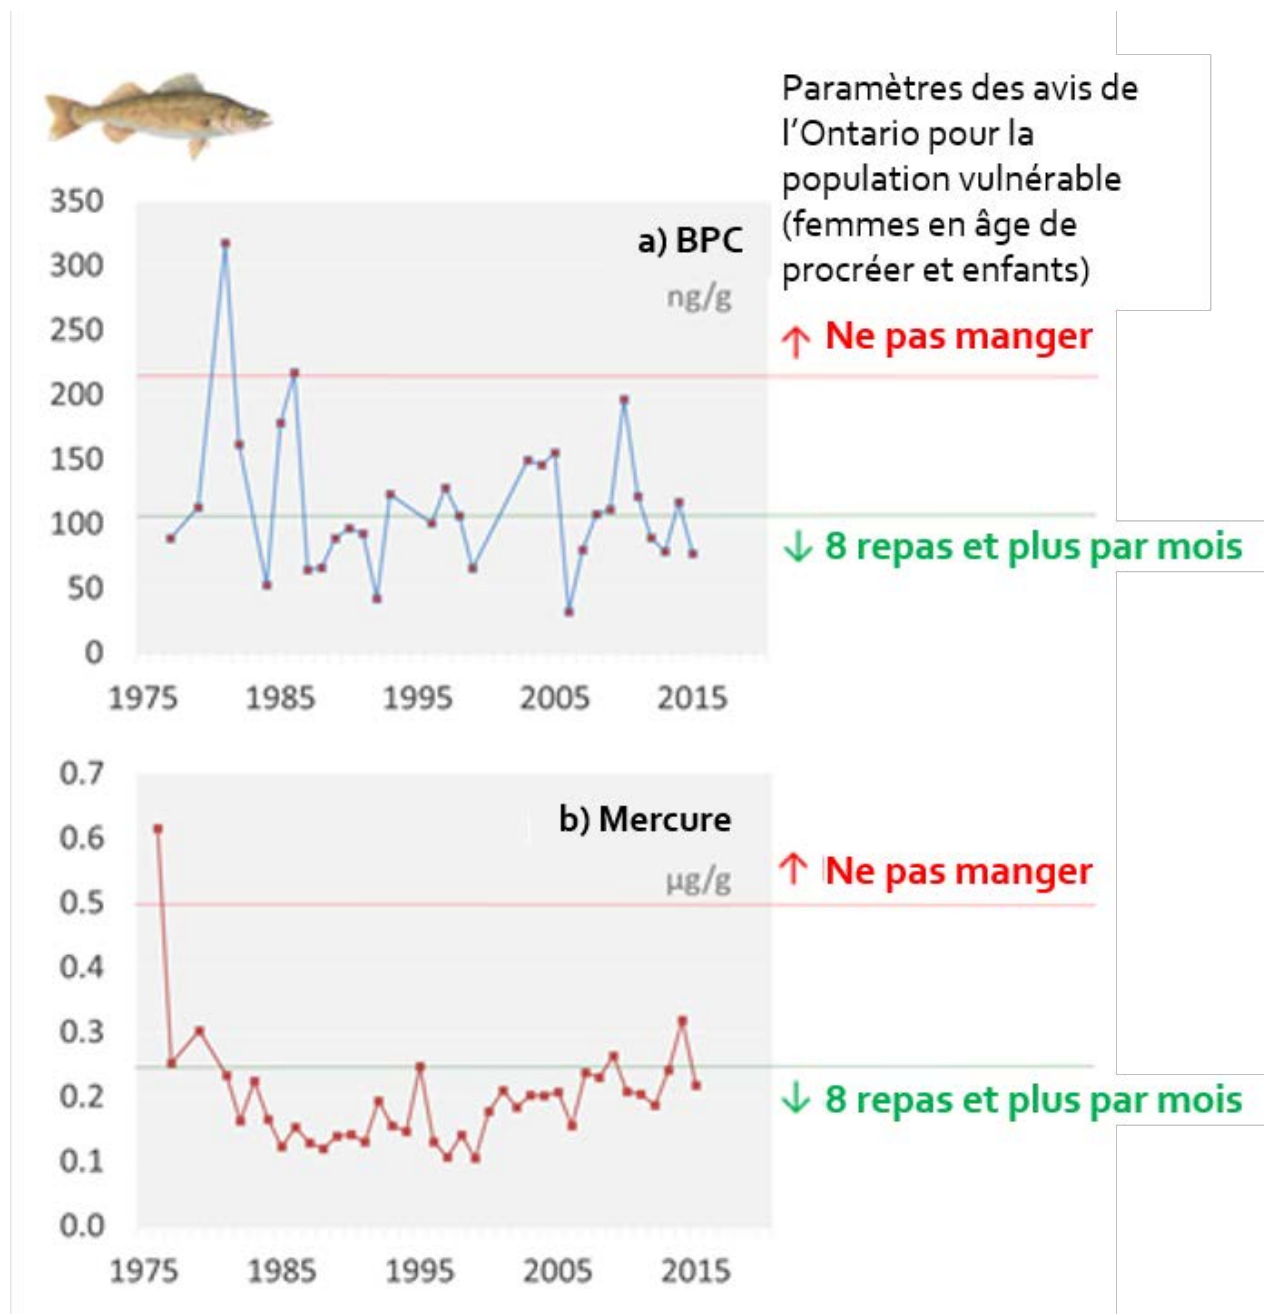 Paramètres des avis de
l'Ontario pour la
population vulnérable
(femmes en âge de
procréer et enfants)
350
300
250
200
150
100
50
0
a) BPC
ng/g
↑ Ne pas manger
↓ 8 repas et plus par mois
1975 1985 1995 2005 2015
0.7
0.6
0.5
0.4
0.3
0.2
0.1
0.0
b) Mercure
µg/g
↑ Ne pas manger
↓ 8 repas et plus par mois
1975 1985 1995 2005 2015